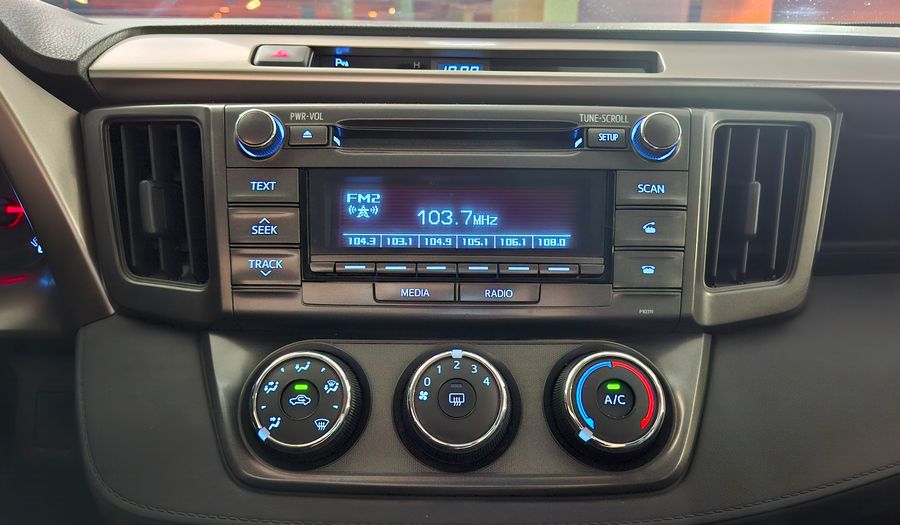 H
PWR·VOL
TUNE·SCROLL
SETUP
TEXT
SCAN
FM2
103.7MHz
SEEK
104.3 103.1 104.9 105.1 106.1 108.0
TRACK
MEDIA RADIO
P10311
0 1 2 3 4
A/C